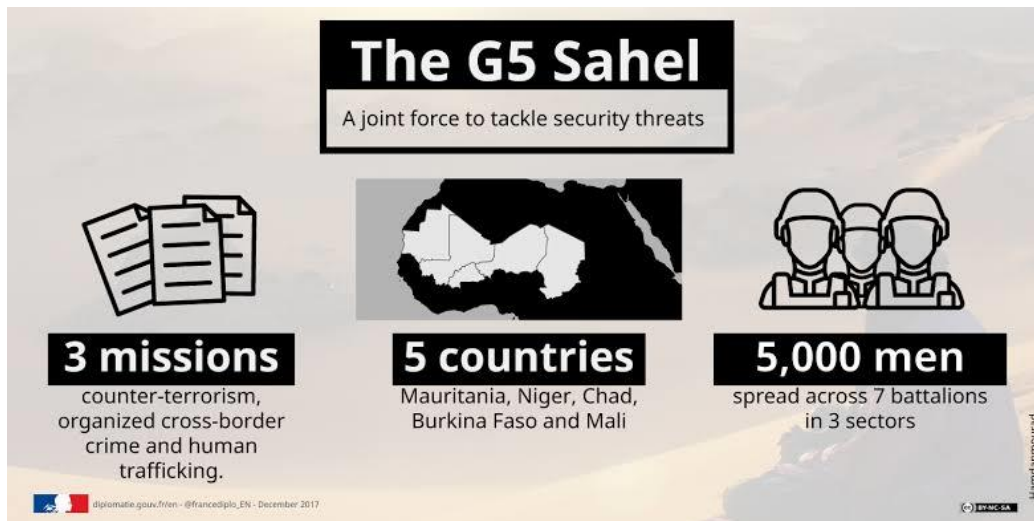 The G5 Sahel
A joint force to tackle security threats
3 missions
counter-terrorism,
organized cross-border
crime and human
trafficking.
5 countries
Mauritania, Niger, Chad,
Burkina Faso and Mali
5,000 men
spread across 7 battalions
in 3 sectors
diplomatie.gouv.fr/en - @francediplo_EN - December 2017
cc BY-NC-SA